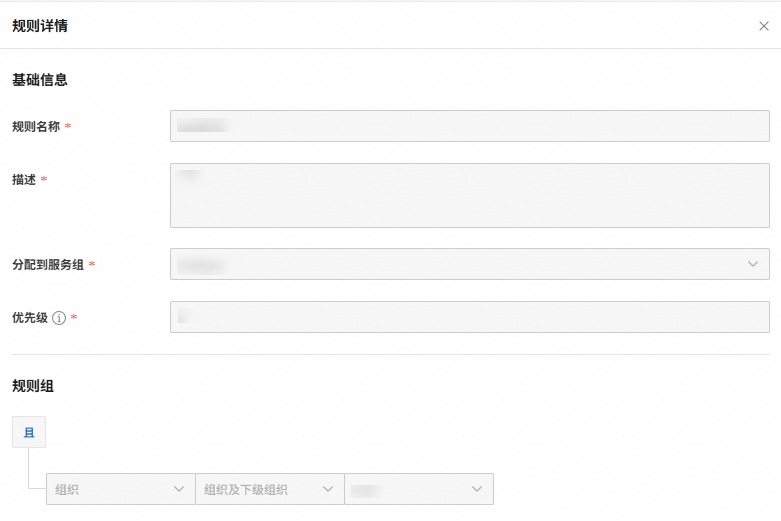 规则详情
基础信息
规则名称 *
描述 *
分配到服务组 *
优先级 *
规则组
且
组织 组织及下级组织